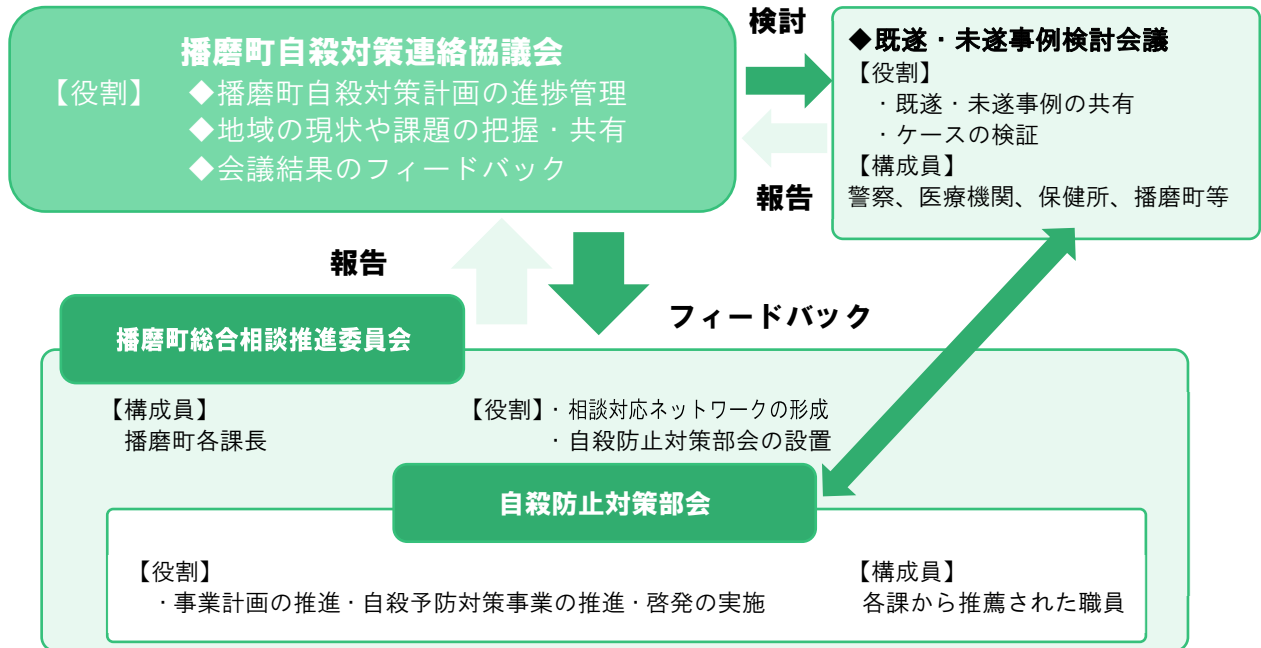 播磨町自殺対策連絡協議会
【役割】 ◆播磨町自殺対策計画の進捗管理
◆地域の現状や課題の把握・共有
◆会議結果のフィードバック
検討
報告
◆既遂・未遂事例検討会議
【役割】
・既遂・未遂事例の共有
・ケースの検証
【構成員】
警察、医療機関、保健所、播磨町等
報告
フィードバック
播磨町総合相談推進委員会
【構成員】
播磨町各課長
【役割】・相談対応ネットワークの形成
・自殺防止対策部会の設置
自殺防止対策部会
【役割】
・事業計画の推進・自殺予防対策事業の推進・啓発の実施
【構成員】
各課から推薦された職員